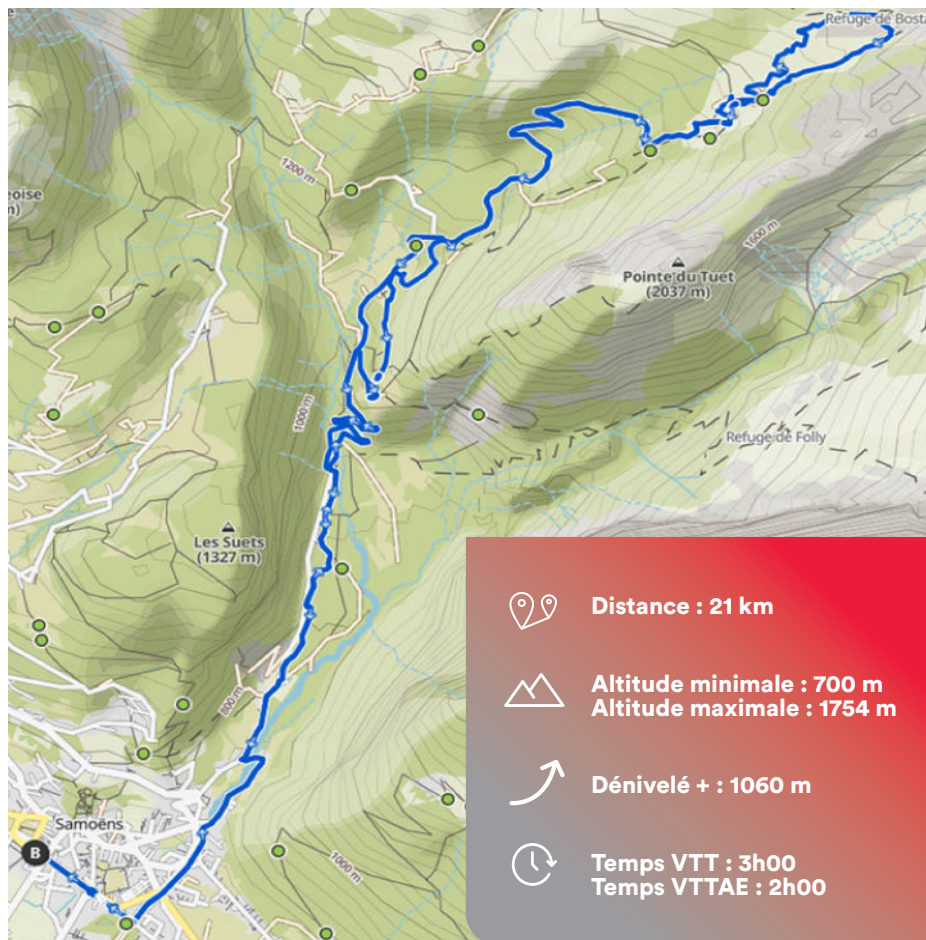 Refuge de Bosta
1200 m
eoise
m)
1600 m
Pointe du Tuet
(2037 m)
1000 m
Refuge de Folly
Les Suets
(1327 m)
Distance : 21 km
Altitude minimale : 700 m
Altitude maximale : 1754 m
800 m
Dénivelé + : 1060 m
Samoëns
B
1000 m
Temps VTT : 3h00
Temps VTTAE : 2h00